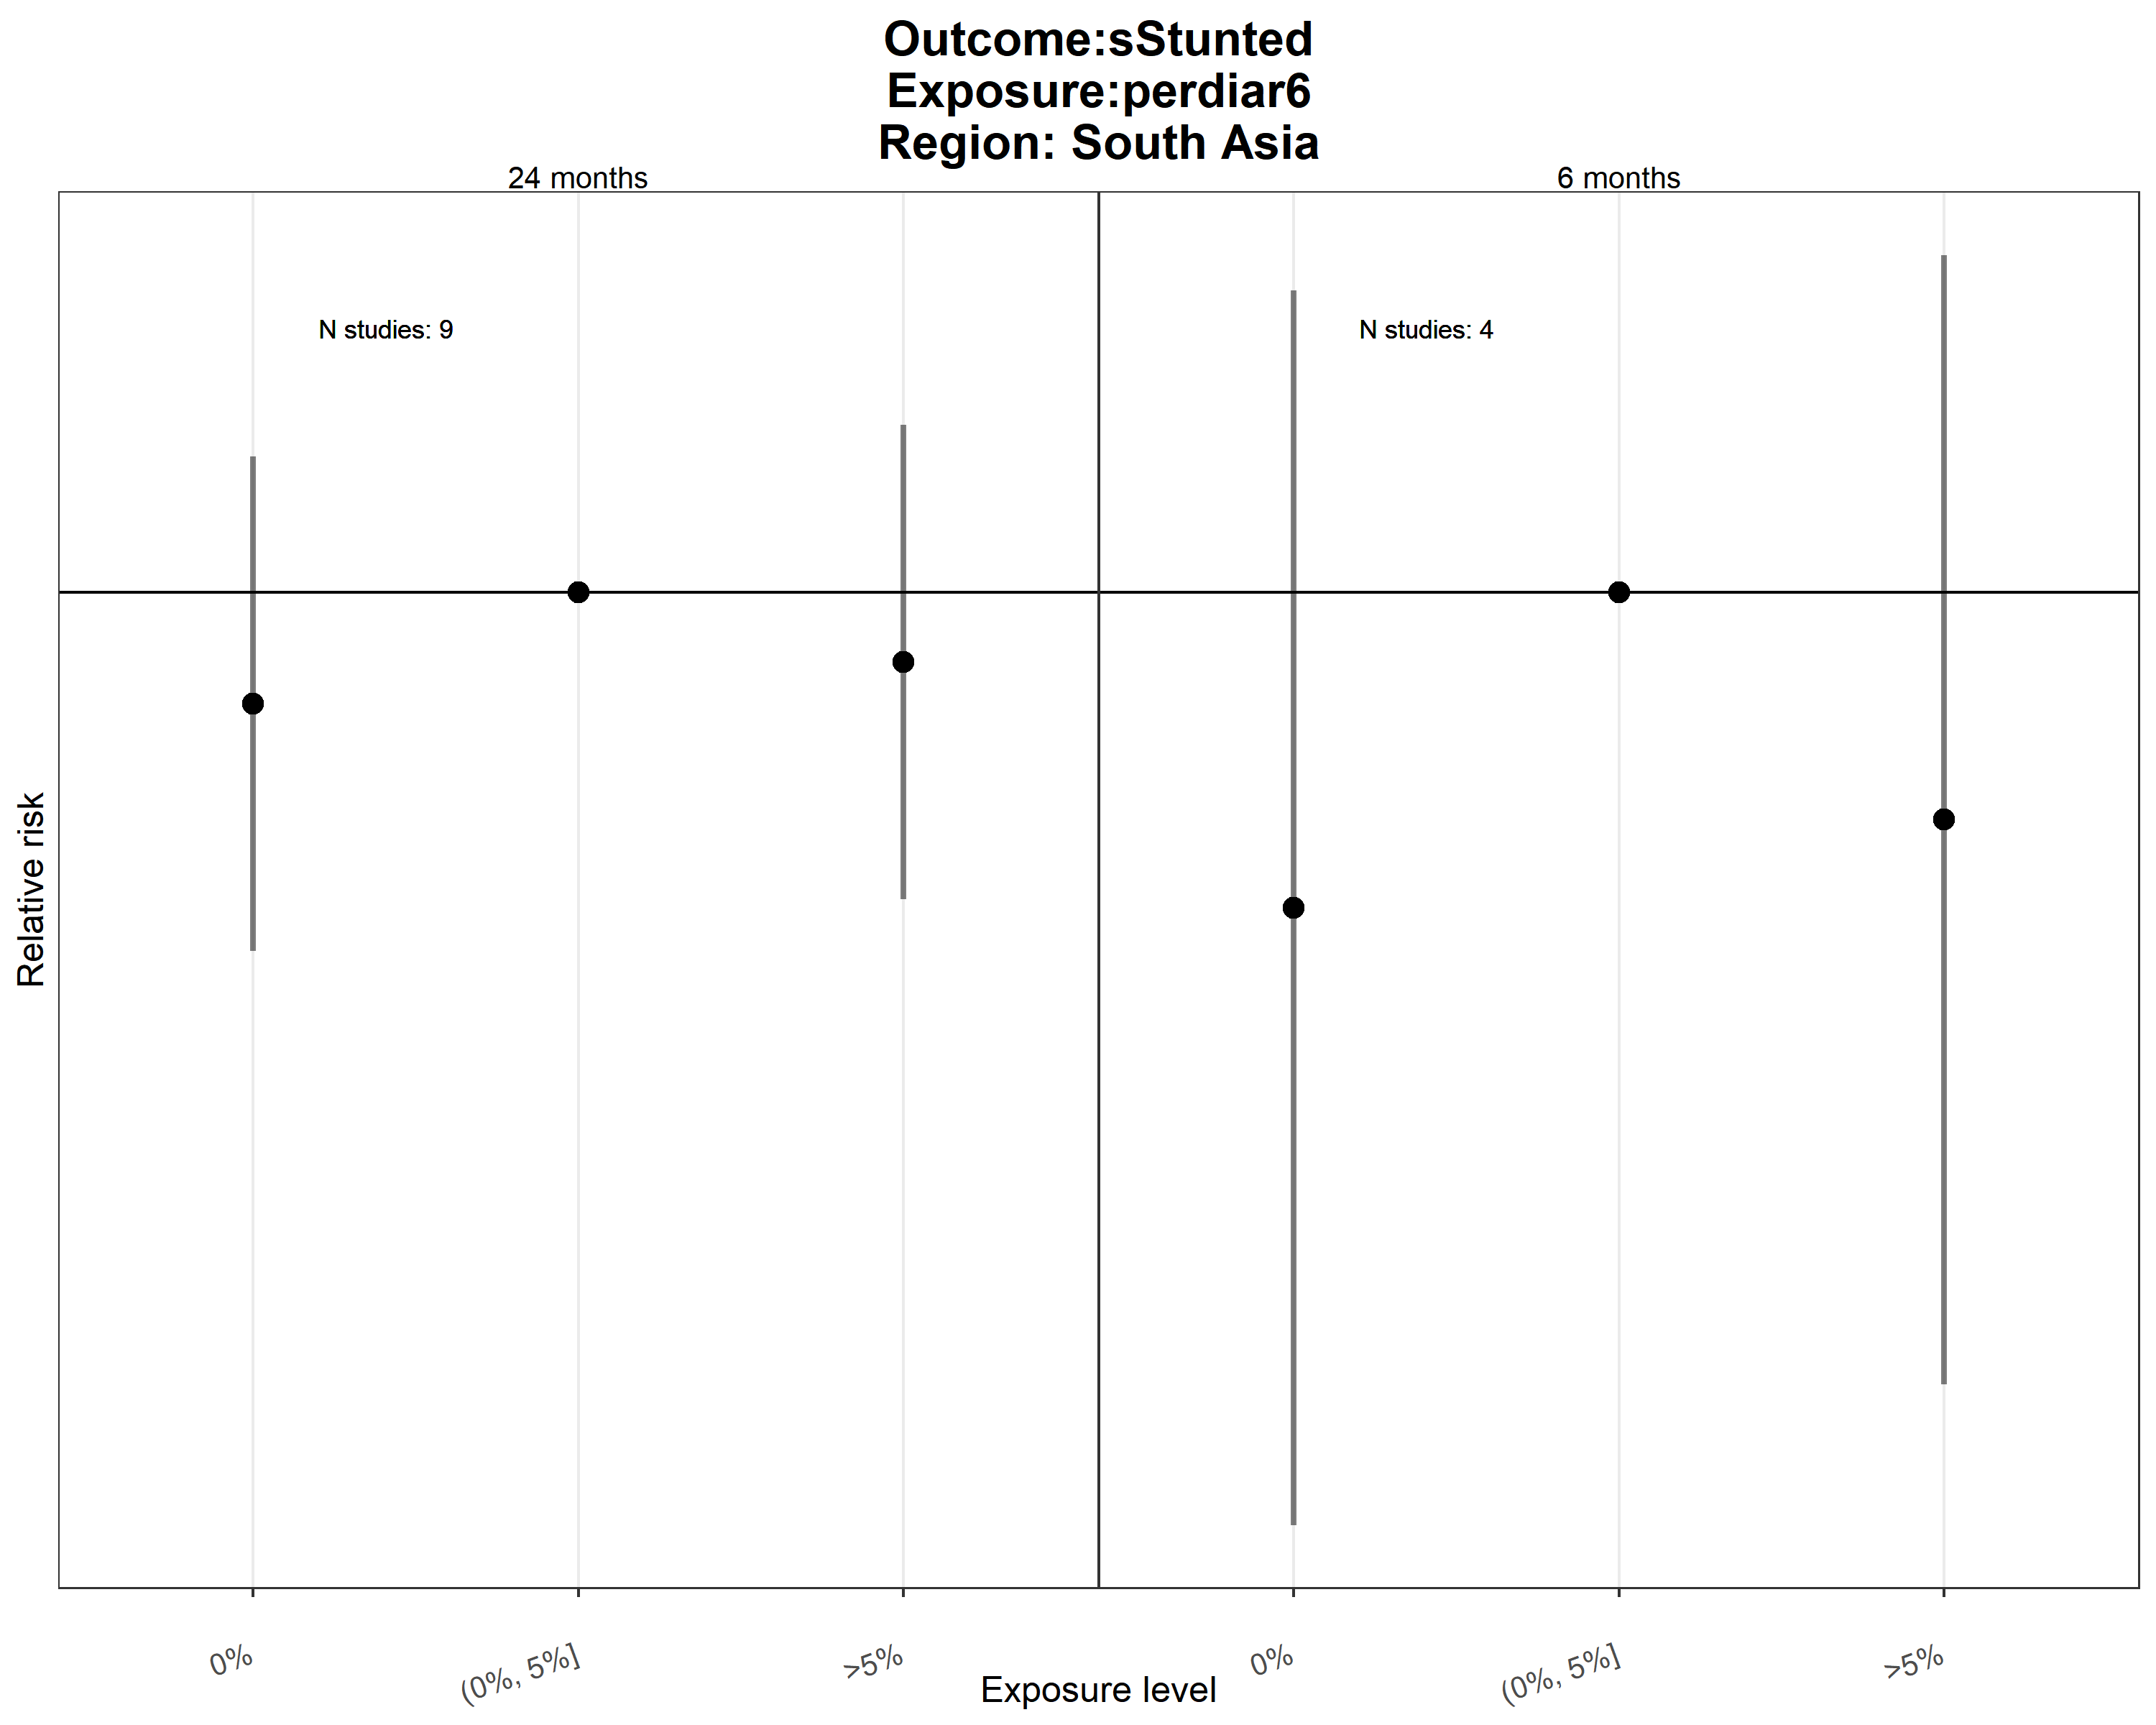 Outcome:sStunted
Exposure:perdiar6
Region: South Asia
24 months
6 months
N studies: 9
N studies: 4
Relative risk
0%
(0%, 5%]
>5%
0%
(0%, 5%]
>5%
Exposure level